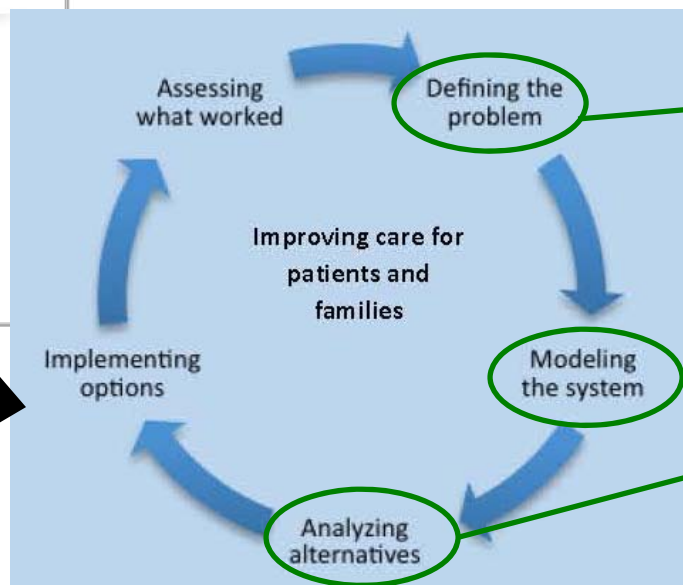 Assessing
what worked
Defining the
problem
Improving care for
patients and
families
Implementing
options
Modeling
the system
Analyzing
alternatives